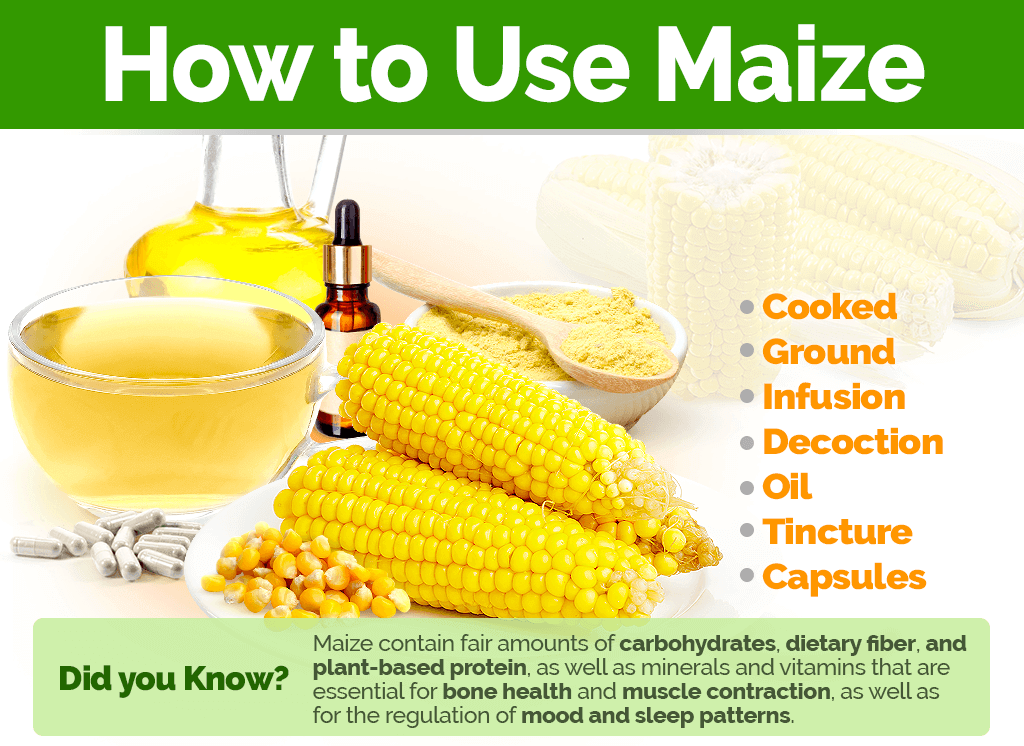 How to Use Maize
• Cooked
• Ground
• Infusion
• Decoction
• Oil
• Tincture
• Capsules
Did you Know?
Maize contain fair amounts of carbohydrates, dietary fiber, and
plant-based protein, as well as minerals and vitamins that are
essential for bone health and muscle contraction, as well as
for the regulation of mood and sleep patterns.